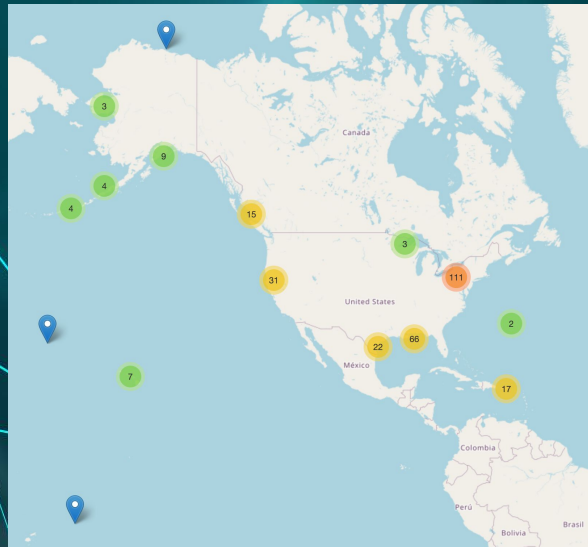 3
Canada
9
4
4
15
3
31
111
United States
2
22
66
México
7
17
Colombia
Perú
Brasil
Bolivia